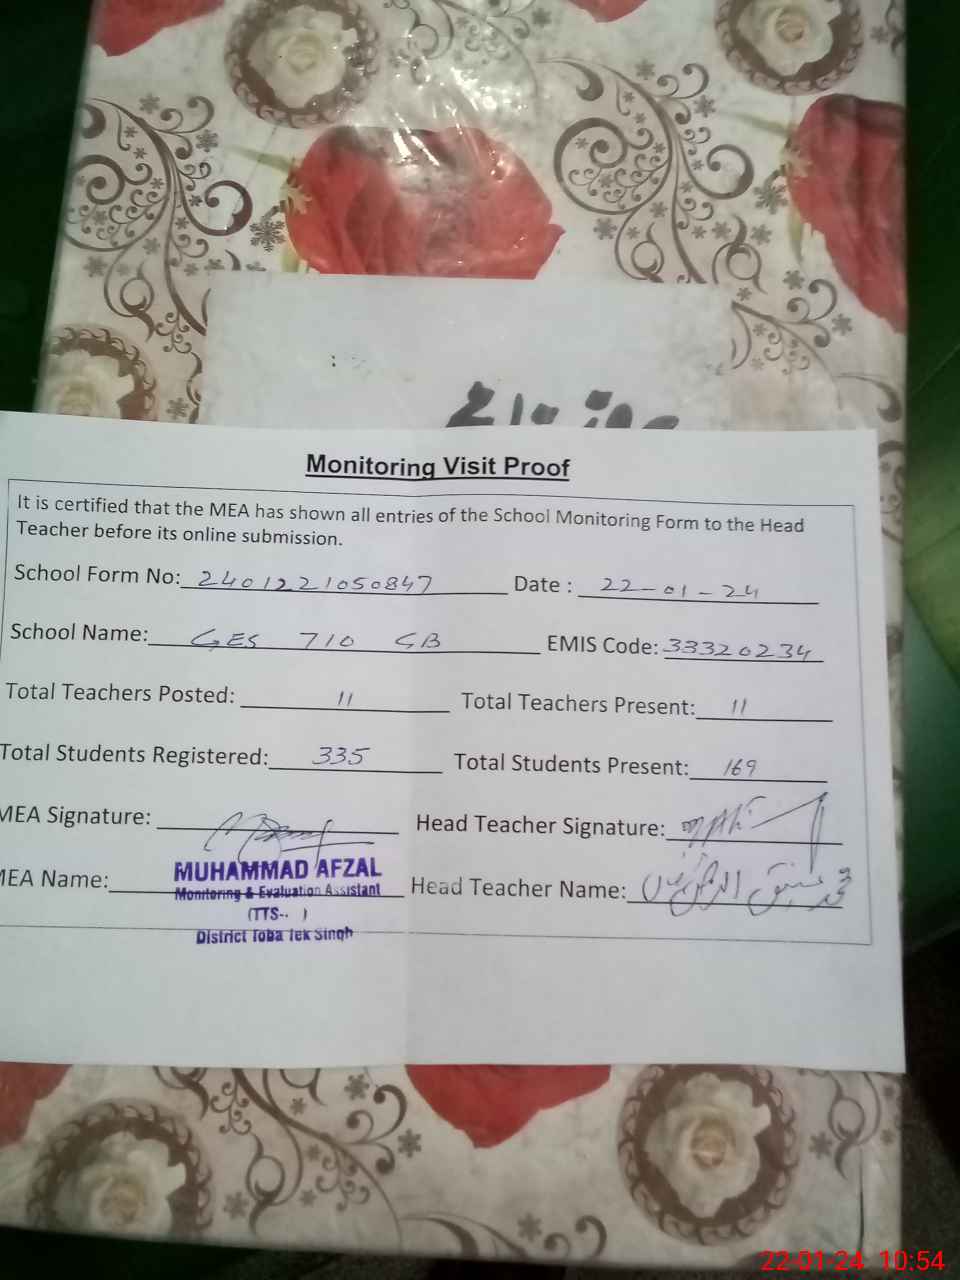 Monitoring Visit Proof
It is certified that the MEA has shown all entries of the School Monitoring Form to the Head
Teacher before its online submission.
School Form No: 2401221050847 Date : 22-01-24
School Name: GES 710 GB EMIS Code: 33320234
Total Teachers Posted: 11 Total Teachers Present: 11
Total Students Registered: 335 Total Students Present: 169
MEA Signature: Head Teacher Signature:
MEA Name: MUHAMMAD AFZAL Head Teacher Name:
Monitoring & Evaluation Assistant
(TTS-- )
District Toba Tek Singh
22-01-24 10:54